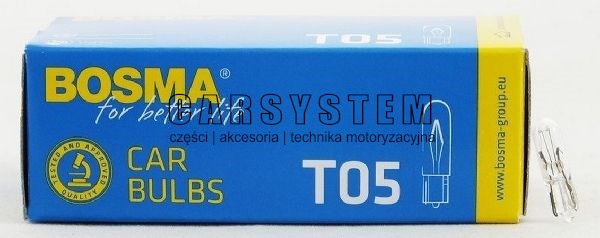 T05
BOSMA®
for better life
CARSYSTEM
części | akcesoria | technika motoryzacyjna
TESTED AND APPROVED
QUALITY
CAR
BULBS
T05
www.bosma-group.eu